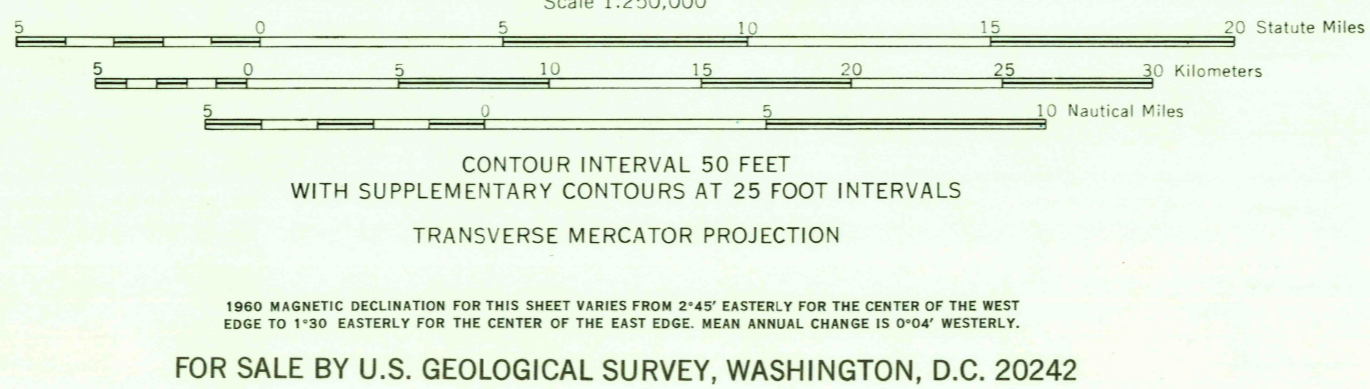 Scale 1:250,000
5 0 5 10 15 20 Statute Miles
5 0 5 10 15 20 25 30 Kilometers
5 0 5 10 Nautical Miles
CONTOUR INTERVAL 50 FEET
WITH SUPPLEMENTARY CONTOURS AT 25 FOOT INTERVALS
TRANSVERSE MERCATOR PROJECTION
1960 MAGNETIC DECLINATION FOR THIS SHEET VARIES FROM 2°45′ EASTERLY FOR THE CENTER OF THE WEST
EDGE TO 1°30 EASTERLY FOR THE CENTER OF THE EAST EDGE. MEAN ANNUAL CHANGE IS 0°04′ WESTERLY.
FOR SALE BY U.S. GEOLOGICAL SURVEY, WASHINGTON, D.C. 20242